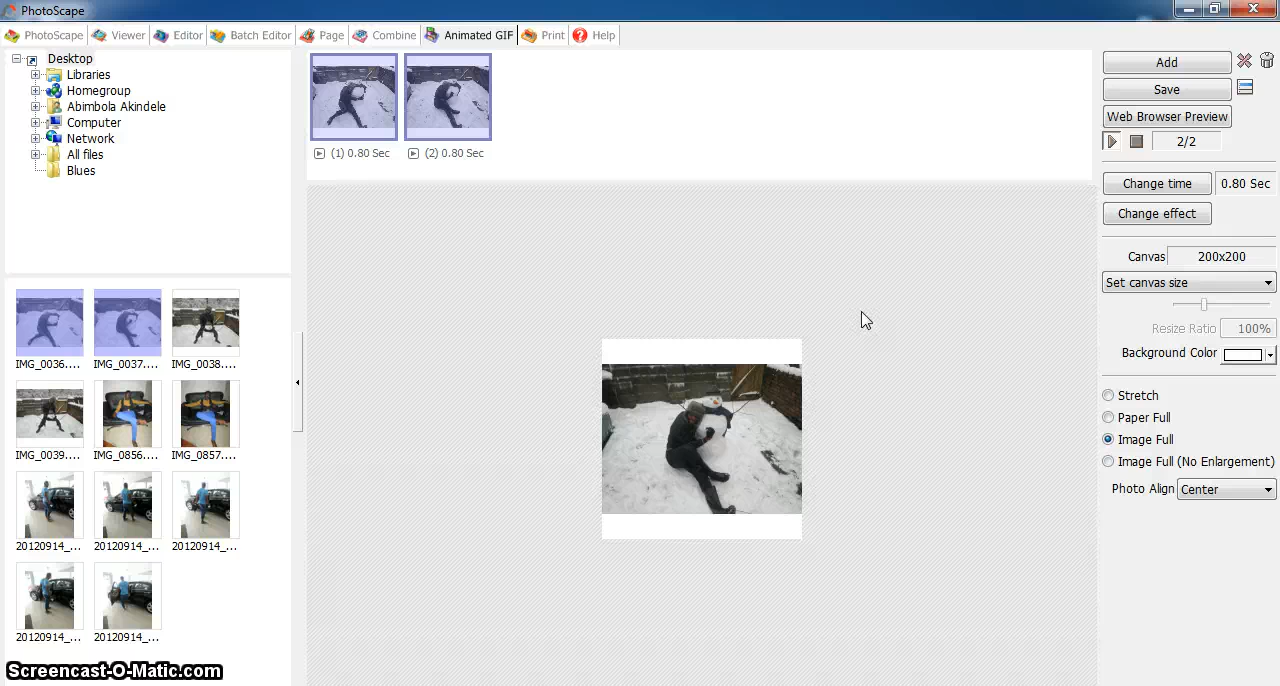 PhotoScape
PhotoScape Viewer Editor Batch Editor Page Combine Animated GIF Print Help
Desktop
Libraries
Homegroup
Abimbola Akindele
Computer
Network
All files
Blues
(1) 0.80 Sec (2) 0.80 Sec
Add
Save
Web Browser Preview
2/2
Change time 0.80 Sec
Change effect
Canvas 200x200
Set canvas size
Resize Ratio 100%
Background Color
Stretch
Paper Full
Image Full
Image Full (No Enlargement)
Photo Align Center
IMG_0036.... IMG_0037.... IMG_0038....
IMG_0039.... IMG_0856.... IMG_0857....
20120914_... 20120914_... 20120914_...
20120914_... 20120914_...
Screencast-O-Matic.com